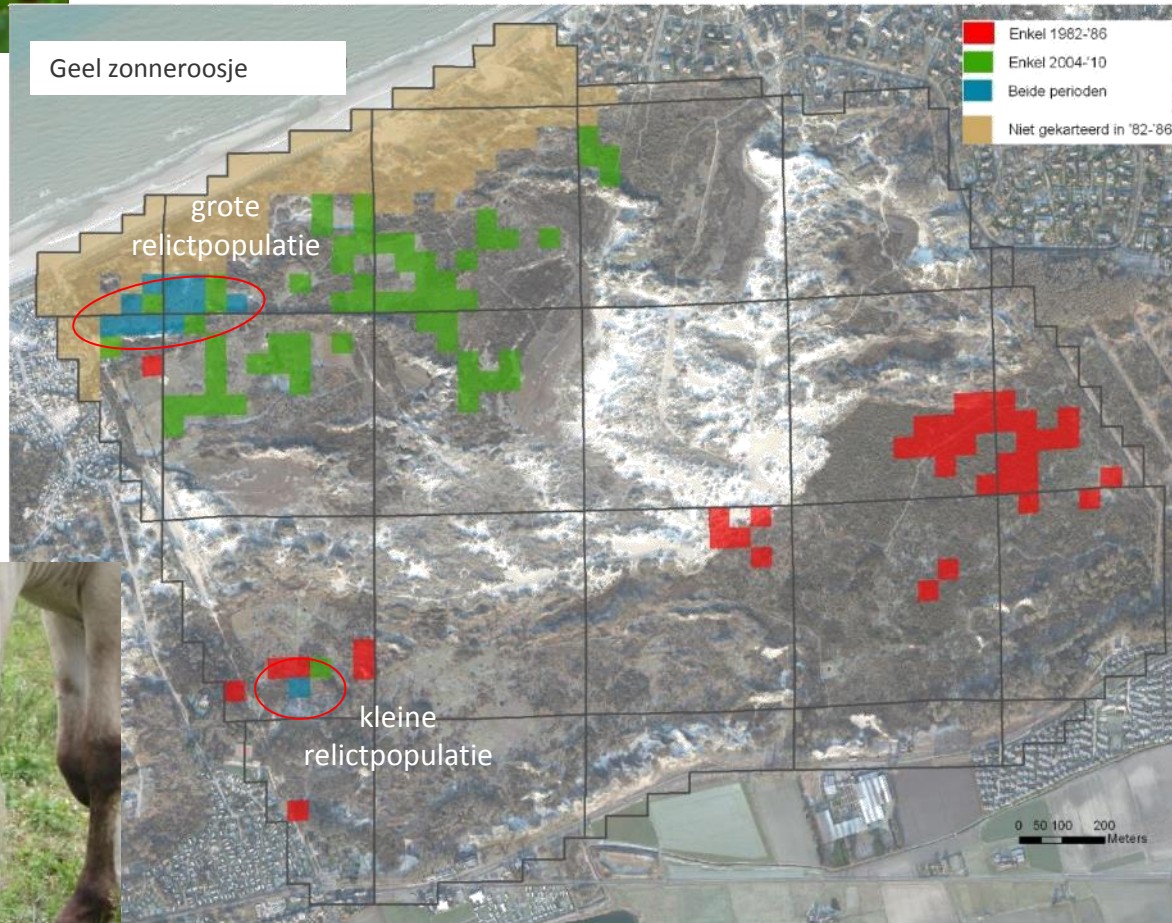 Geel zonneroosje
Enkel 1982-'86
Enkel 2004-'10
Beide perioden
Niet gekarteerd in '82-'86
grote
relictpopulatie
kleine
relictpopulatie
0 50 100 200
Meters